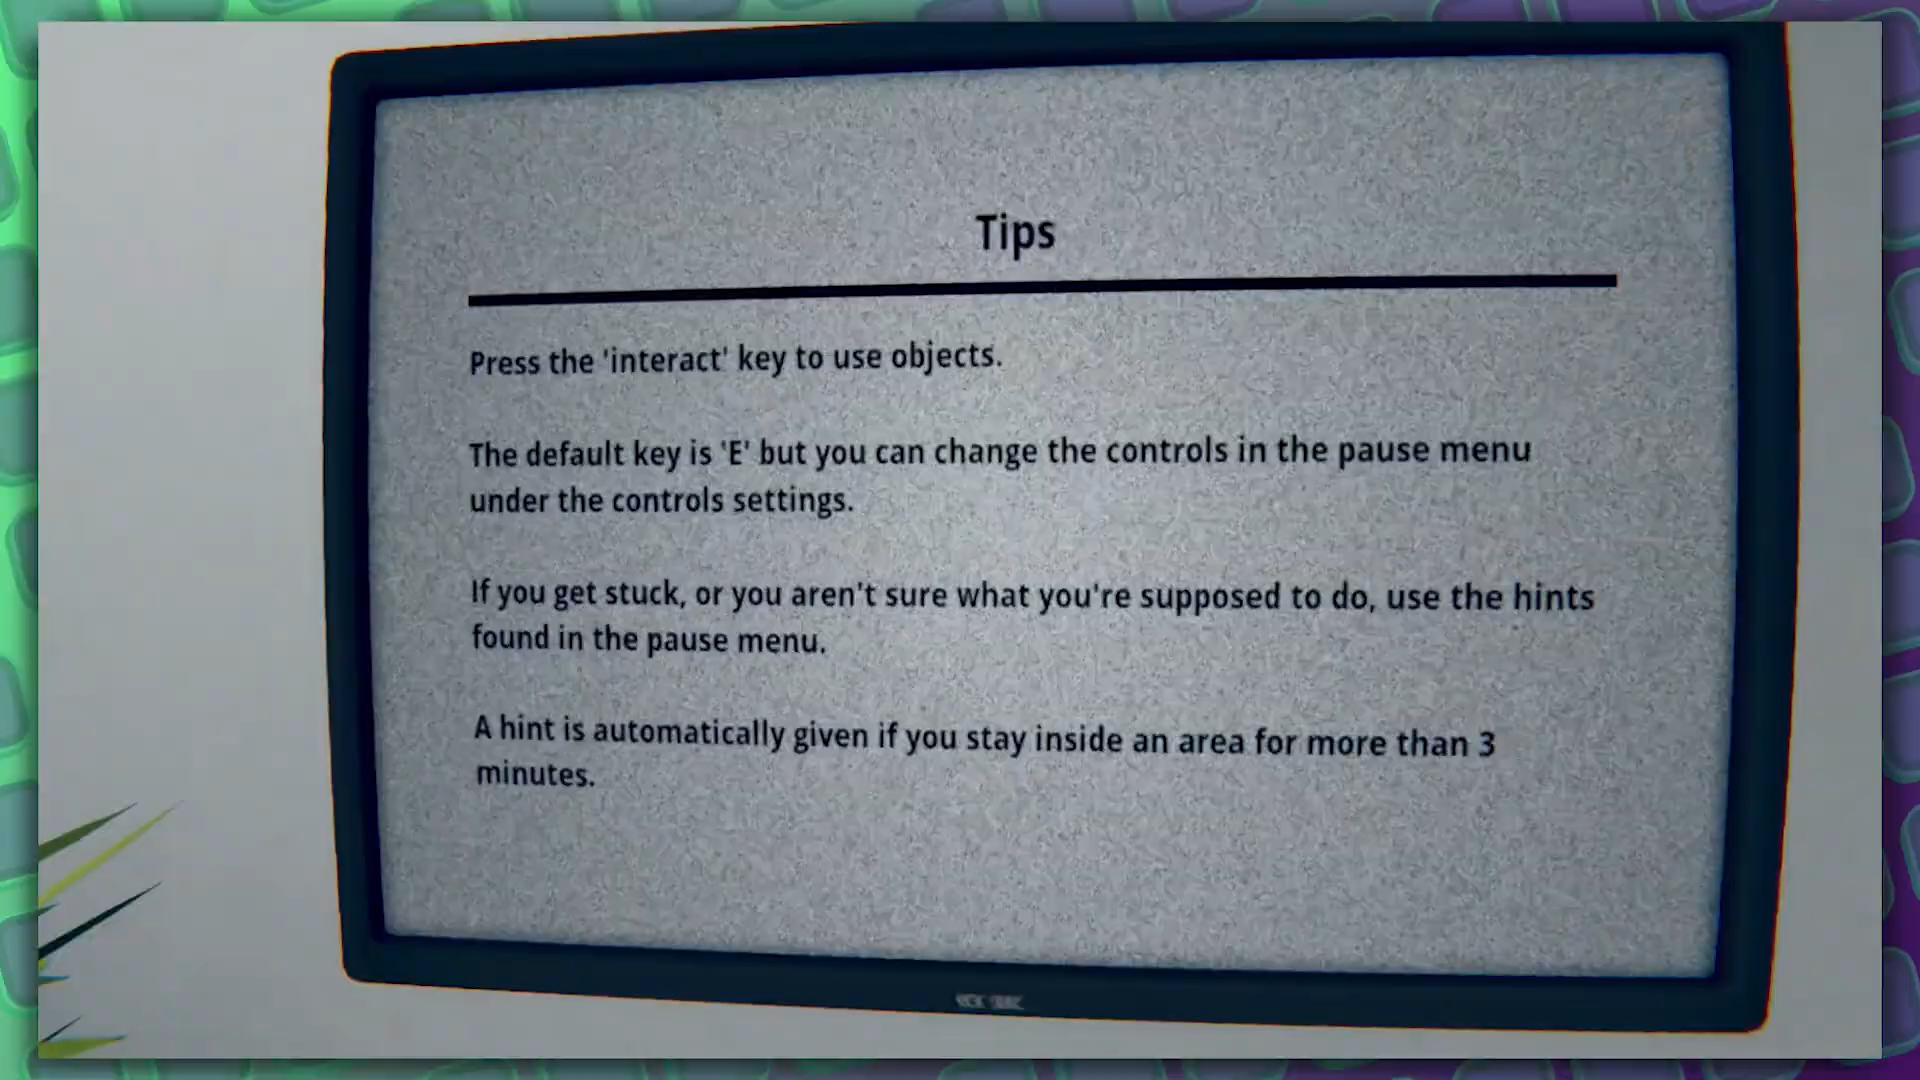 Tips
Press the 'interact' key to use objects.
The default key is 'E' but you can change the controls in the pause menu
under the controls settings.
If you get stuck, or you aren't sure what you're supposed to do, use the hints
found in the pause menu.
A hint is automatically given if you stay inside an area for more than 3
minutes.